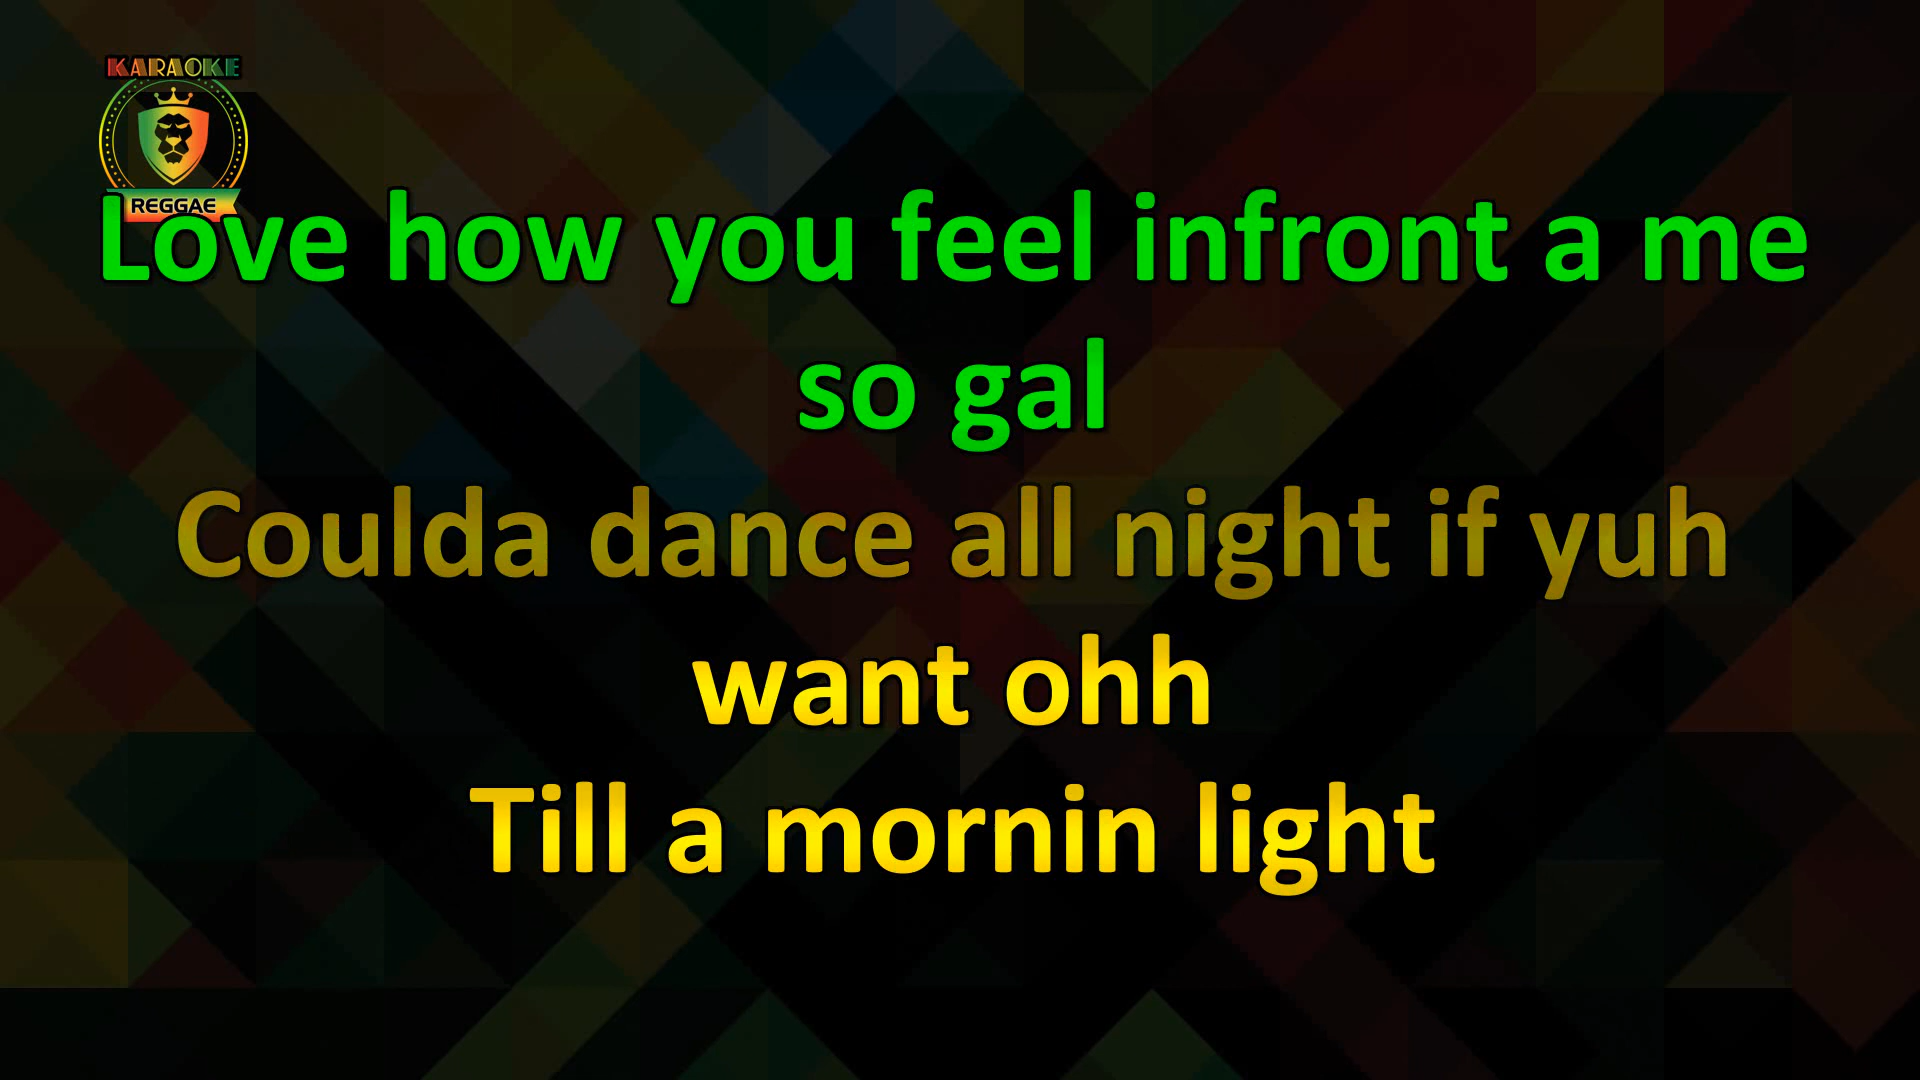 KARAOKE
REGGAE
Love how you feel infront a me
so gal
Coulda dance all night if yuh
want ohh
Till a mornin light